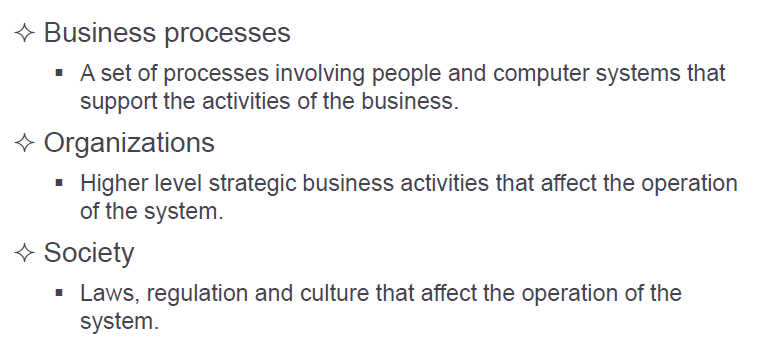 ✧ Business processes
▪ A set of processes involving people and computer systems that
support the activities of the business.
✧ Organizations
▪ Higher level strategic business activities that affect the operation
of the system.
✧ Society
▪ Laws, regulation and culture that affect the operation of the
system.